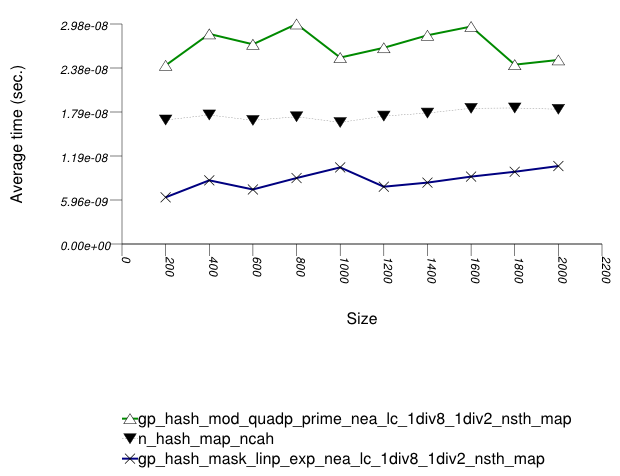 2.98e-08
2.38e-08
1.79e-08
1.19e-08
5.96e-09
0.00e+00
Average time (sec.)
0 200 400 600 800 1000 1200 1400 1600 1800 2000 2200
Size
gp_hash_mod_quadp_prime_nea_lc_1div8_1div2_nsth_map
n_hash_map_ncah
gp_hash_mask_linp_exp_nea_lc_1div8_1div2_nsth_map